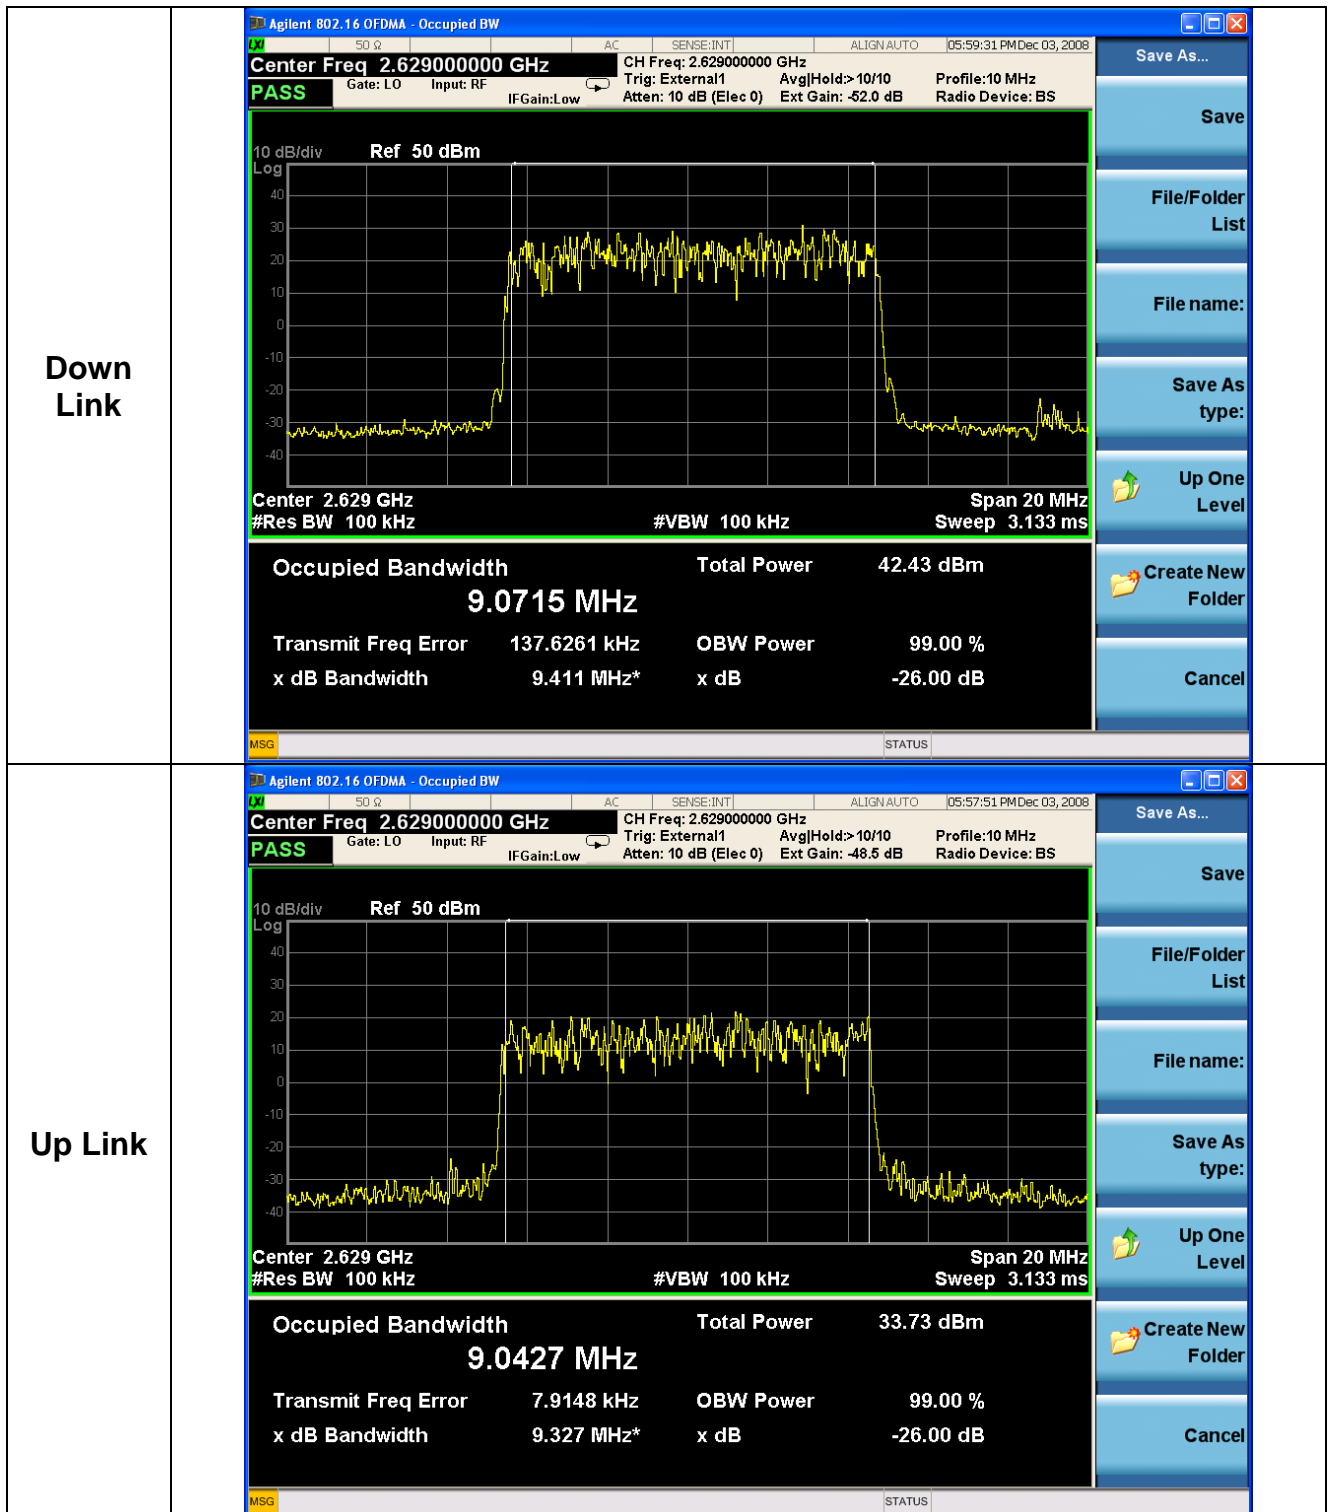 Down
Link
Agilent 802.16 OFDMA - Occupied BW
LXI 50 Ω AC SENSE:INT ALIGN AUTO 05:59:31 PM Dec 03, 2008
Center Freq 2.629000000 GHz
CH Freq: 2.629000000 GHz
PASS
Gate: LO Input: RF
IFGain:Low
Trig: External1 Avg|Hold:>10/10 Profile:10 MHz
Atten: 10 dB (Elec 0) Ext Gain: -52.0 dB Radio Device: BS
10 dB/div Ref 50 dBm
Log
40
30
20
10
0
-10
-20
-30
-40
Center 2.629 GHz Span 20 MHz
#Res BW 100 kHz #VBW 100 kHz Sweep 3.133 ms
Occupied Bandwidth Total Power 42.43 dBm
9.0715 MHz
Transmit Freq Error 137.6261 kHz OBW Power 99.00 %
x dB Bandwidth 9.411 MHz* x dB -26.00 dB
MSG STATUS
Save As...
Save
File/Folder
List
File name:
Save As
type:
Up One
Level
Create New
Folder
Cancel
Up Link
Agilent 802.16 OFDMA - Occupied BW
LXI 50 Ω AC SENSE:INT ALIGN AUTO 05:57:51 PM Dec 03, 2008
Center Freq 2.629000000 GHz
CH Freq: 2.629000000 GHz
PASS
Gate: LO Input: RF
IFGain:Low
Trig: External1 Avg|Hold:>10/10 Profile:10 MHz
Atten: 10 dB (Elec 0) Ext Gain: -48.5 dB Radio Device: BS
10 dB/div Ref 50 dBm
Log
40
30
20
10
0
-10
-20
-30
-40
Center 2.629 GHz Span 20 MHz
#Res BW 100 kHz #VBW 100 kHz Sweep 3.133 ms
Occupied Bandwidth Total Power 33.73 dBm
9.0427 MHz
Transmit Freq Error 7.9148 kHz OBW Power 99.00 %
x dB Bandwidth 9.327 MHz* x dB -26.00 dB
MSG STATUS
Save As...
Save
File/Folder
List
File name:
Save As
type:
Up One
Level
Create New
Folder
Cancel